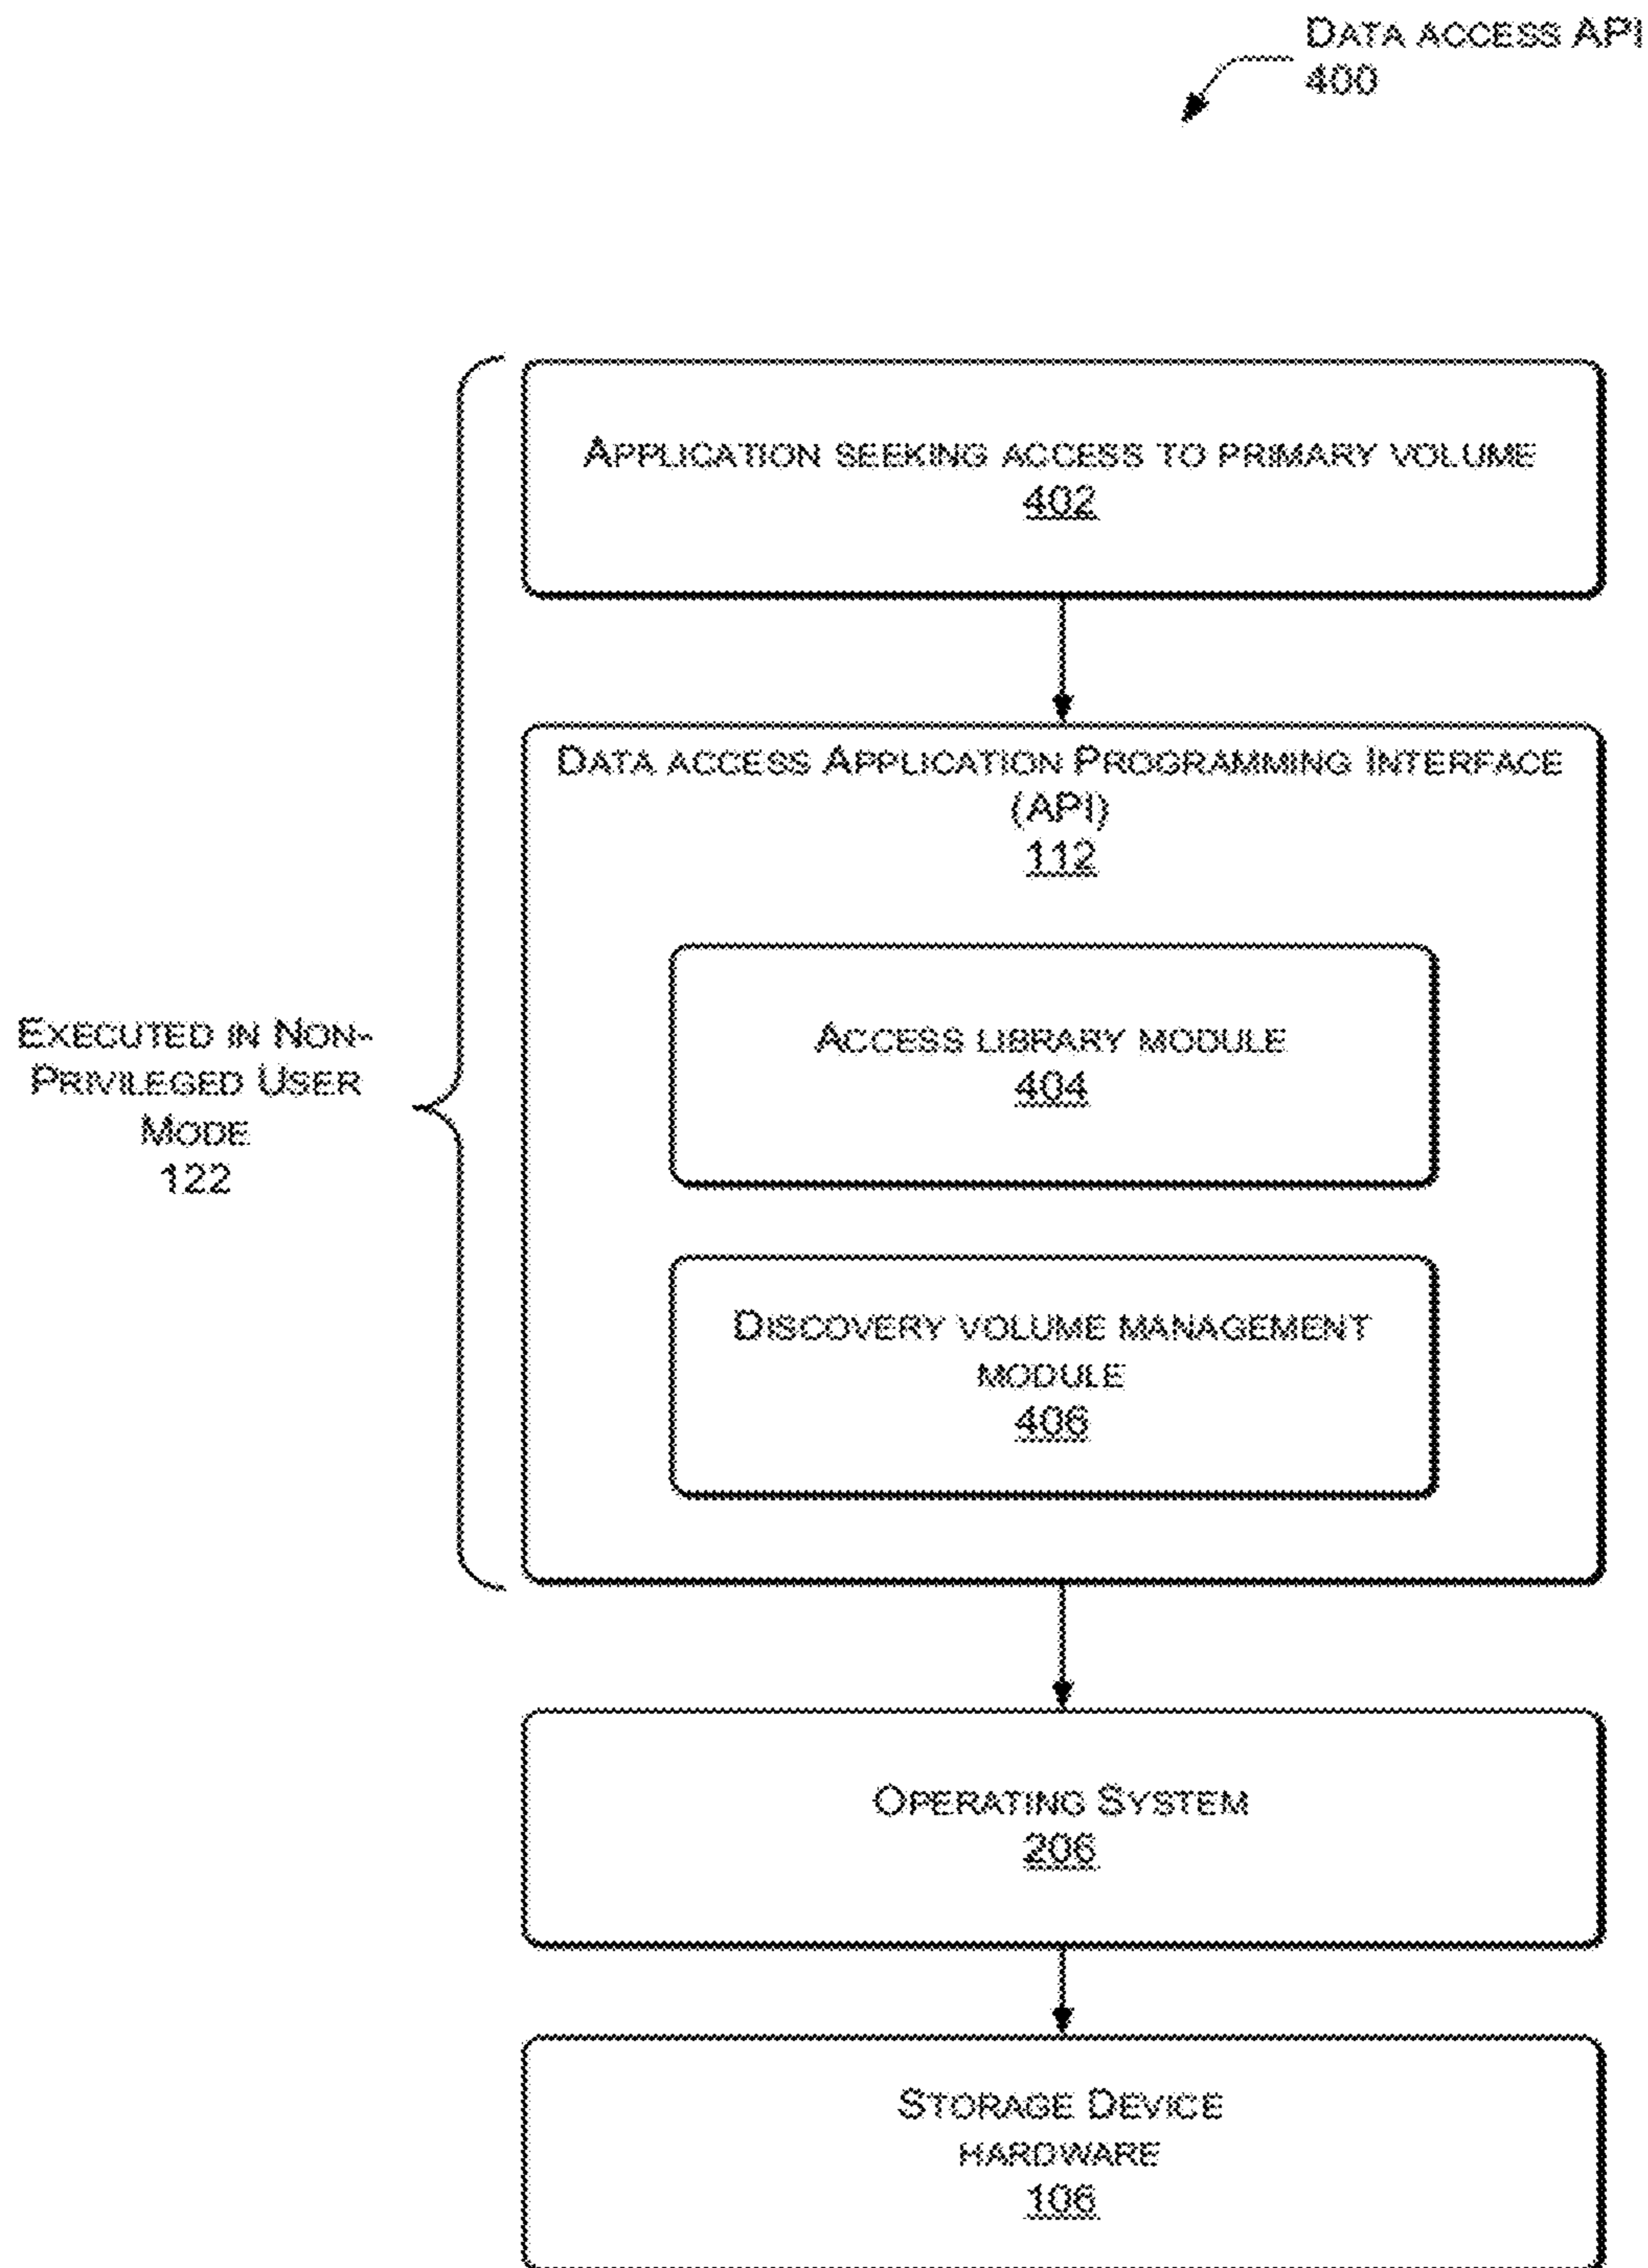 DATA ACCESS API
400
APPLICATION SEEKING ACCESS TO PRIMARY VOLUME
402
DATA ACCESS APPLICATION PROGRAMMING INTERFACE
(API)
112
ACCESS LIBRARY MODULE
404
EXECUTED IN NON-
PRIVILEGED USER
MODE
122
DISCOVERY VOLUME MANAGEMENT
MODULE
406
OPERATING SYSTEM
206
STORAGE DEVICE
HARDWARE
106